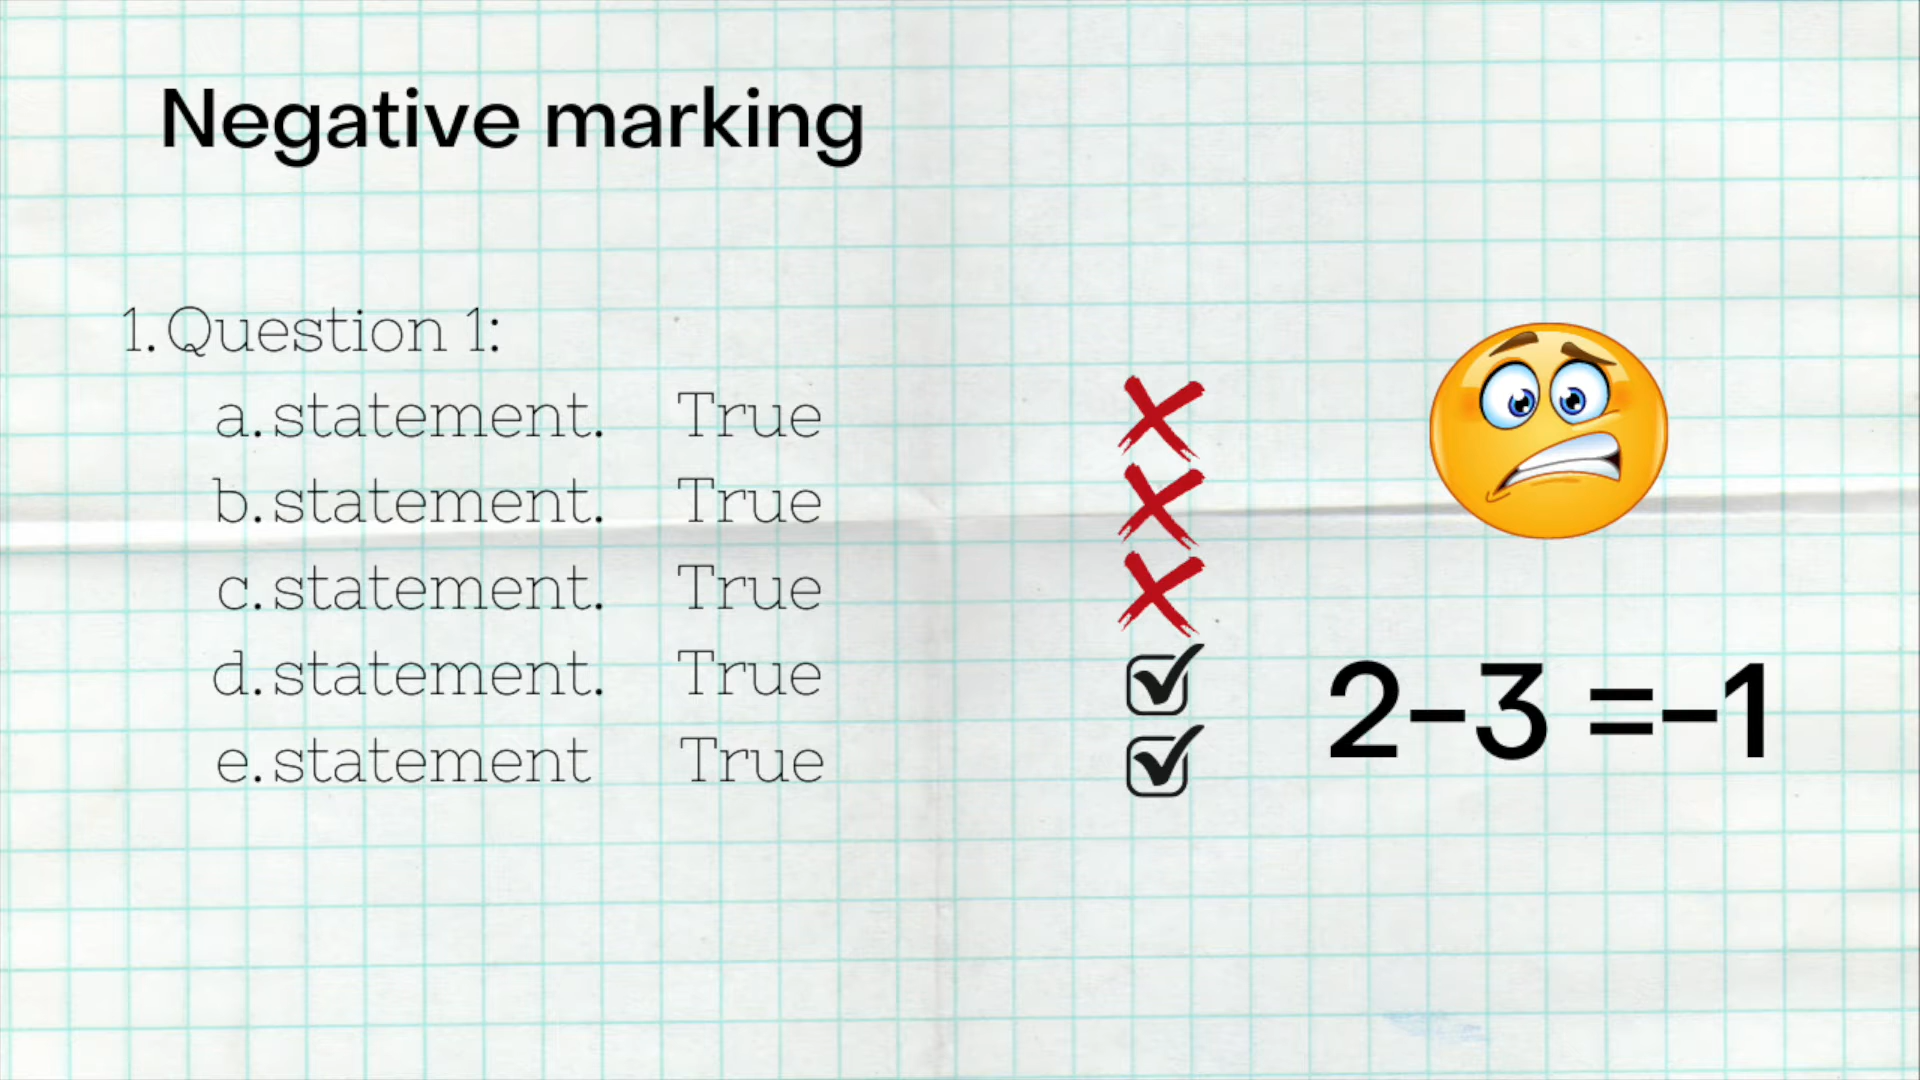 Negative marking
1. Question 1:
a. statement. True
b. statement. True
c. statement. True
d. statement. True
e. statement True
2-3 =-1